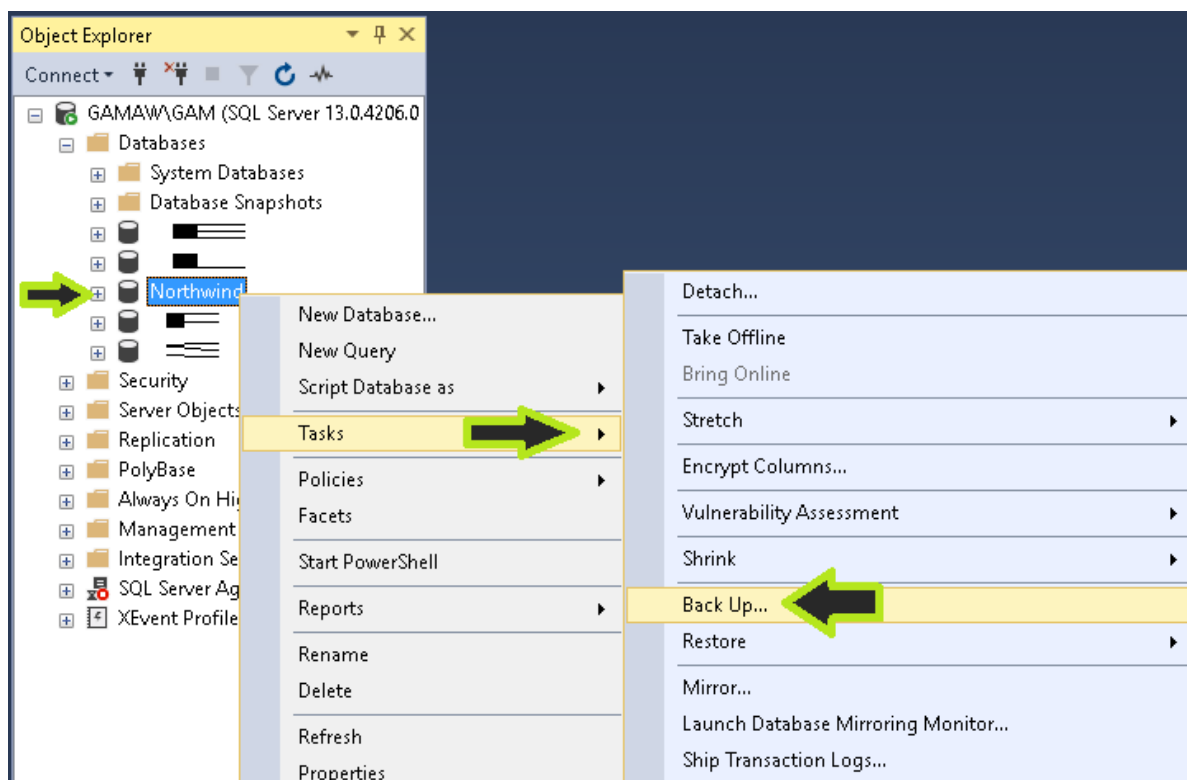 Object Explorer
Connect
GAMAW\GAM (SQL Server 13.0.4206.0
Databases
System Databases
Database Snapshots
Northwind
Security
Server Objects
Replication
PolyBase
Always On Hi
Management
Integration Se
SQL Server Ag
XEvent Profile
New Database...
New Query
Script Database as
Tasks
Policies
Facets
Start PowerShell
Reports
Rename
Delete
Refresh
Properties
Detach...
Take Offline
Bring Online
Stretch
Encrypt Columns...
Vulnerability Assessment
Shrink
Back Up...
Restore
Mirror...
Launch Database Mirroring Monitor...
Ship Transaction Logs...